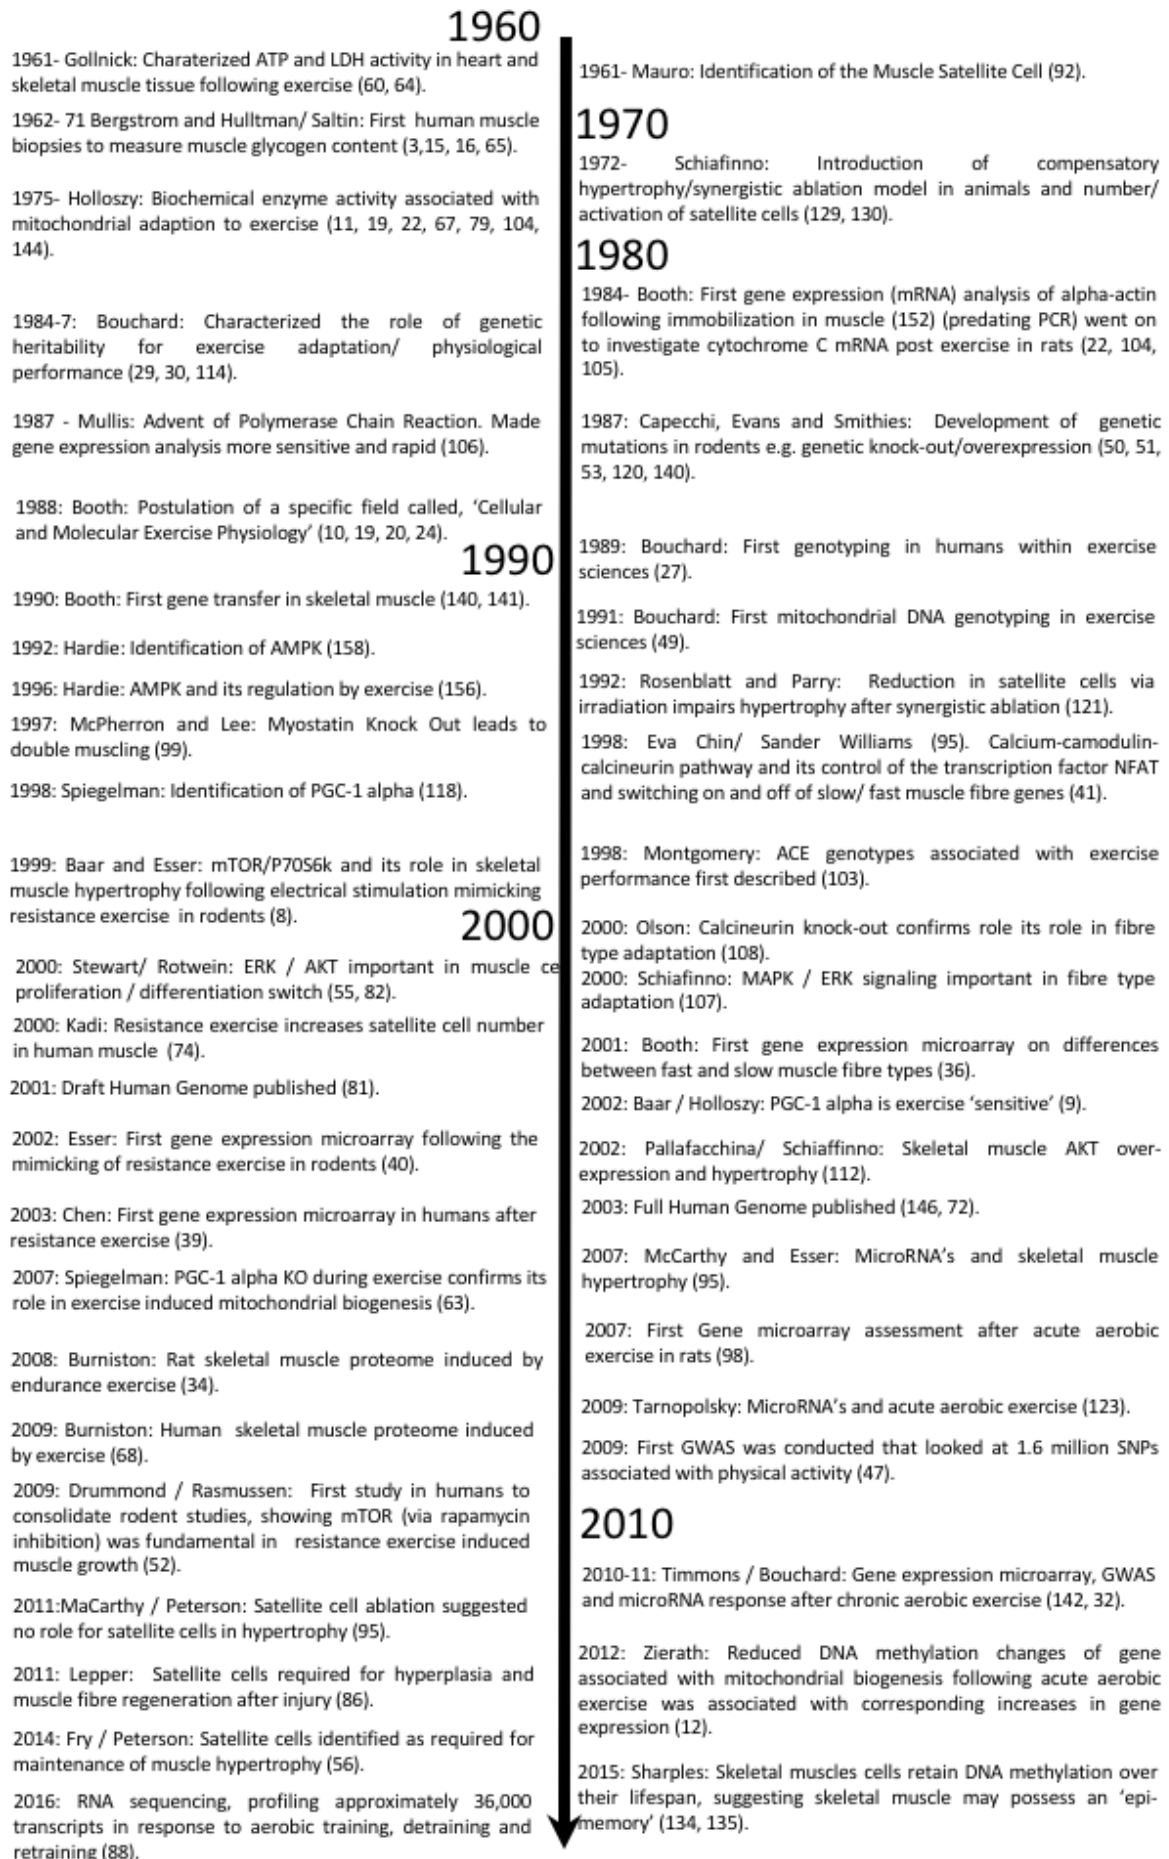 1960
1961- Gollnick: Charaterized ATP and LDH activity in heart and
skeletal muscle tissue following exercise (60, 64).
1962- 71 Bergstrom and Hulltman/ Saltin: First human muscle
biopsies to measure muscle glycogen content (3,15, 16, 65).
1975- Holloszy: Biochemical enzyme activity associated with
mitochondrial adaption to exercise (11, 19, 22, 67, 79, 104,
144).
1984-7: Bouchard: Characterized the role of genetic
heritability for exercise adaptation/ physiological
performance (29, 30, 114).
1987 - Mullis: Advent of Polymerase Chain Reaction. Made
gene expression analysis more sensitive and rapid (106).
1988: Booth: Postulation of a specific field called, ‘Cellular
and Molecular Exercise Physiology’ (10, 19, 20, 24).
1990
1990: Booth: First gene transfer in skeletal muscle (140, 141).
1992: Hardie: Identification of AMPK (158).
1996: Hardie: AMPK and its regulation by exercise (156).
1997: McPherron and Lee: Myostatin Knock Out leads to
double muscling (99).
1998: Spiegelman: Identification of PGC-1 alpha (118).
1999: Baar and Esser: mTOR/P70S6k and its role in skeletal
muscle hypertrophy following electrical stimulation mimicking
resistance exercise in rodents (8).
2000
2000: Stewart/ Rotwein: ERK / AKT important in muscle ce
proliferation / differentiation switch (55, 82).
2000: Kadi: Resistance exercise increases satellite cell number
in human muscle (74).
2001: Draft Human Genome published (81).
2002: Esser: First gene expression microarray following the
mimicking of resistance exercise in rodents (40).
2003: Chen: First gene expression microarray in humans after
resistance exercise (39).
2007: Spiegelman: PGC-1 alpha KO during exercise confirms its
role in exercise induced mitochondrial biogenesis (63).
2008: Burniston: Rat skeletal muscle proteome induced by
endurance exercise (34).
2009: Burniston: Human skeletal muscle proteome induced
by exercise (68).
2009: Drummond / Rasmussen: First study in humans to
consolidate rodent studies, showing mTOR (via rapamycin
inhibition) was fundamental in resistance exercise induced
muscle growth (52).
2011:MaCarthy / Peterson: Satellite cell ablation suggested
no role for satellite cells in hypertrophy (95).
2011: Lepper: Satellite cells required for hyperplasia and
muscle fibre regeneration after injury (86).
2014: Fry / Peterson: Satellite cells identified as required for
maintenance of muscle hypertrophy (56).
2016: RNA sequencing, profiling approximately 36,000
transcripts in response to aerobic training, detraining and
retraining (88).
1961- Mauro: Identification of the Muscle Satellite Cell (92).
1970
1972- Schiafinno: Introduction of compensatory
hypertrophy/synergistic ablation model in animals and number/
activation of satellite cells (129, 130).
1980
1984- Booth: First gene expression (mRNA) analysis of alpha-actin
following immobilization in muscle (152) (predating PCR) went on
to investigate cytochrome C mRNA post exercise in rats (22, 104,
105).
1987: Capecchi, Evans and Smithies: Development of genetic
mutations in rodents e.g. genetic knock-out/overexpression (50, 51,
53, 120, 140).
1989: Bouchard: First genotyping in humans within exercise
sciences (27).
1991: Bouchard: First mitochondrial DNA genotyping in exercise
sciences (49).
1992: Rosenblatt and Parry: Reduction in satellite cells via
irradiation impairs hypertrophy after synergistic ablation (121).
1998: Eva Chin/ Sander Williams (95). Calcium-camodulin-
calcineurin pathway and its control of the transcription factor NFAT
and switching on and off of slow/ fast muscle fibre genes (41).
1998: Montgomery: ACE genotypes associated with exercise
performance first described (103).
2000: Olson: Calcineurin knock-out confirms role its role in fibre
type adaptation (108).
2000: Schiafinno: MAPK / ERK signaling important in fibre type
adaptation (107).
2001: Booth: First gene expression microarray on differences
between fast and slow muscle fibre types (36).
2002: Baar / Holloszy: PGC-1 alpha is exercise ‘sensitive’ (9).
2002: Pallafacchina/ Schiaffinno: Skeletal muscle AKT over-
expression and hypertrophy (112).
2003: Full Human Genome published (146, 72).
2007: McCarthy and Esser: MicroRNA’s and skeletal muscle
hypertrophy (95).
2007: First Gene microarray assessment after acute aerobic
exercise in rats (98).
2009: Tarnopolsky: MicroRNA’s and acute aerobic exercise (123).
2009: First GWAS was conducted that looked at 1.6 million SNPs
associated with physical activity (47).
2010
2010-11: Timmons / Bouchard: Gene expression microarray, GWAS
and microRNA response after chronic aerobic exercise (142, 32).
2012: Zierath: Reduced DNA methylation changes of gene
associated with mitochondrial biogenesis following acute aerobic
exercise was associated with corresponding increases in gene
expression (12).
2015: Sharples: Skeletal muscles cells retain DNA methylation over
their lifespan, suggesting skeletal muscle may possess an ‘epi-
memory’ (134, 135).